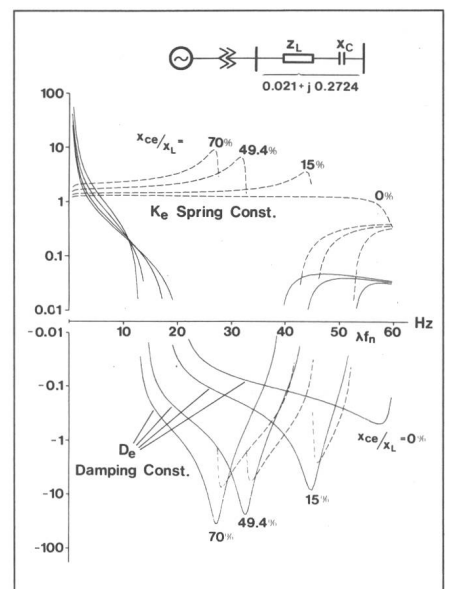 Z_L X_C
0.021+j 0.2724
100
10
1
0.1
0.01
x_ce/x_L = 70% 49.4% 15% 0%
K_e Spring Const.
10 20 30 40 50 60 Hz
λf_n
-0.01
-0.1
-1
-10
-100
D_e
Damping Const.
x_ce/x_L = 0%
15%
49.4%
70%